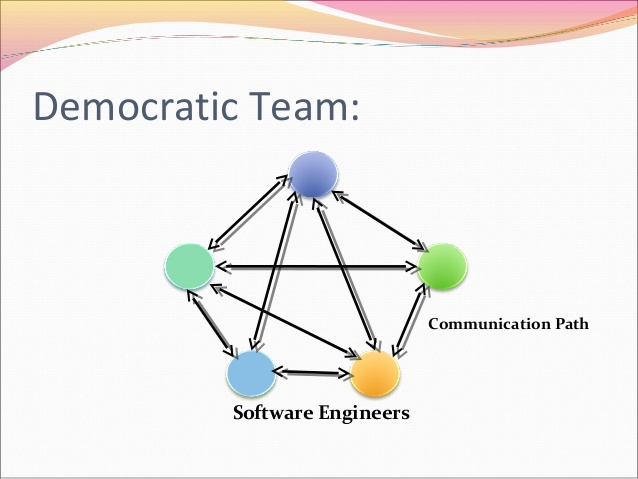 Democratic Team:
Communication Path
Software Engineers